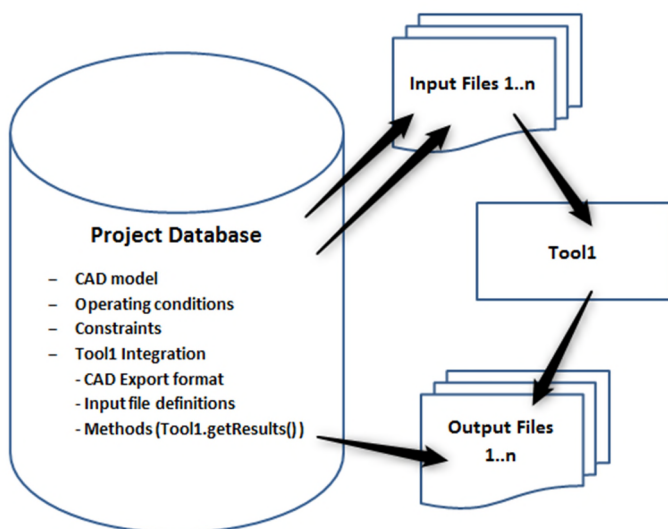 Input Files 1..n
Project Database
– CAD model
– Operating conditions
– Constraints
– Tool1 Integration
- CAD Export format
- Input file definitions
- Methods (Tool1.getResults())
Tool1
Output Files
1..n